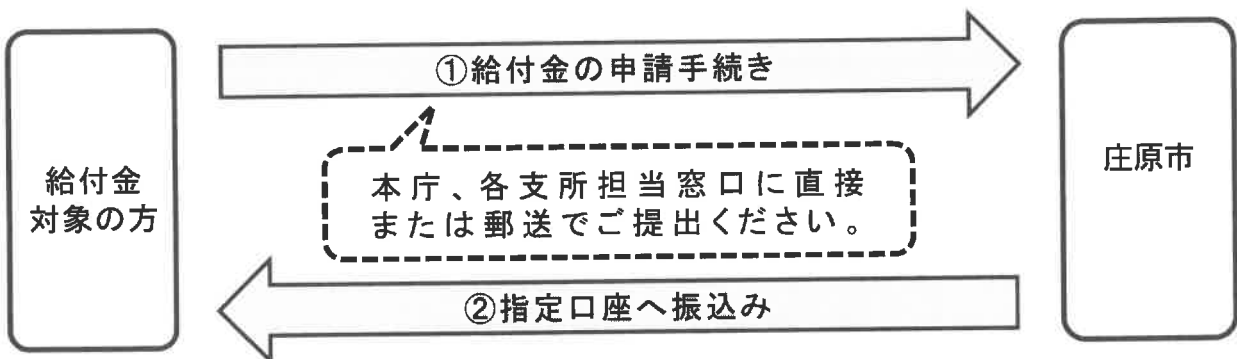 ①給付金の申請手続き
給付金
対象の方
本庁、各支所担当窓口に直接
または郵送でご提出ください。
庄原市
②指定口座へ振込み